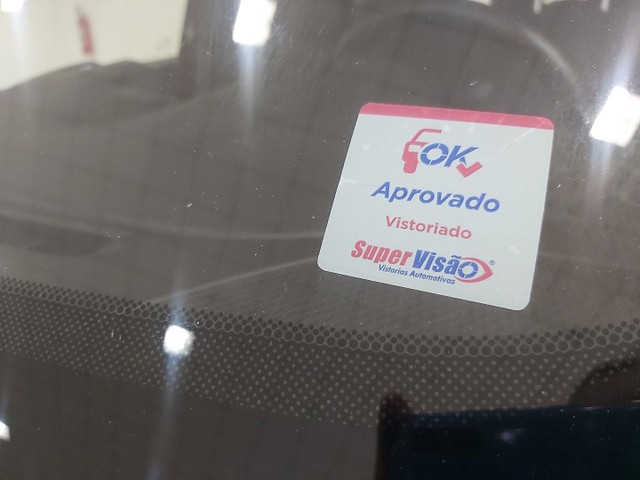 OK
Aprovado
Vistoriado
Super Visão®
Vistorias Automotivas